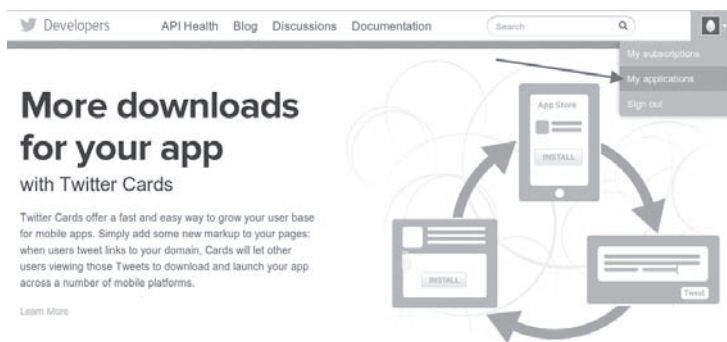 Developers
API Health Blog Discussions Documentation
Search
My subscriptions
My applications
Sign out
More downloads
for your app
with Twitter Cards
Twitter Cards offer a fast and easy way to grow your user base
for mobile apps. Simply add some new markup to your pages:
when users tweet links to your domain, Cards will let other
users viewing those Tweets to download and launch your app
across a number of mobile platforms.
Learn More
App Store
INSTALL
INSTALL
Tweet